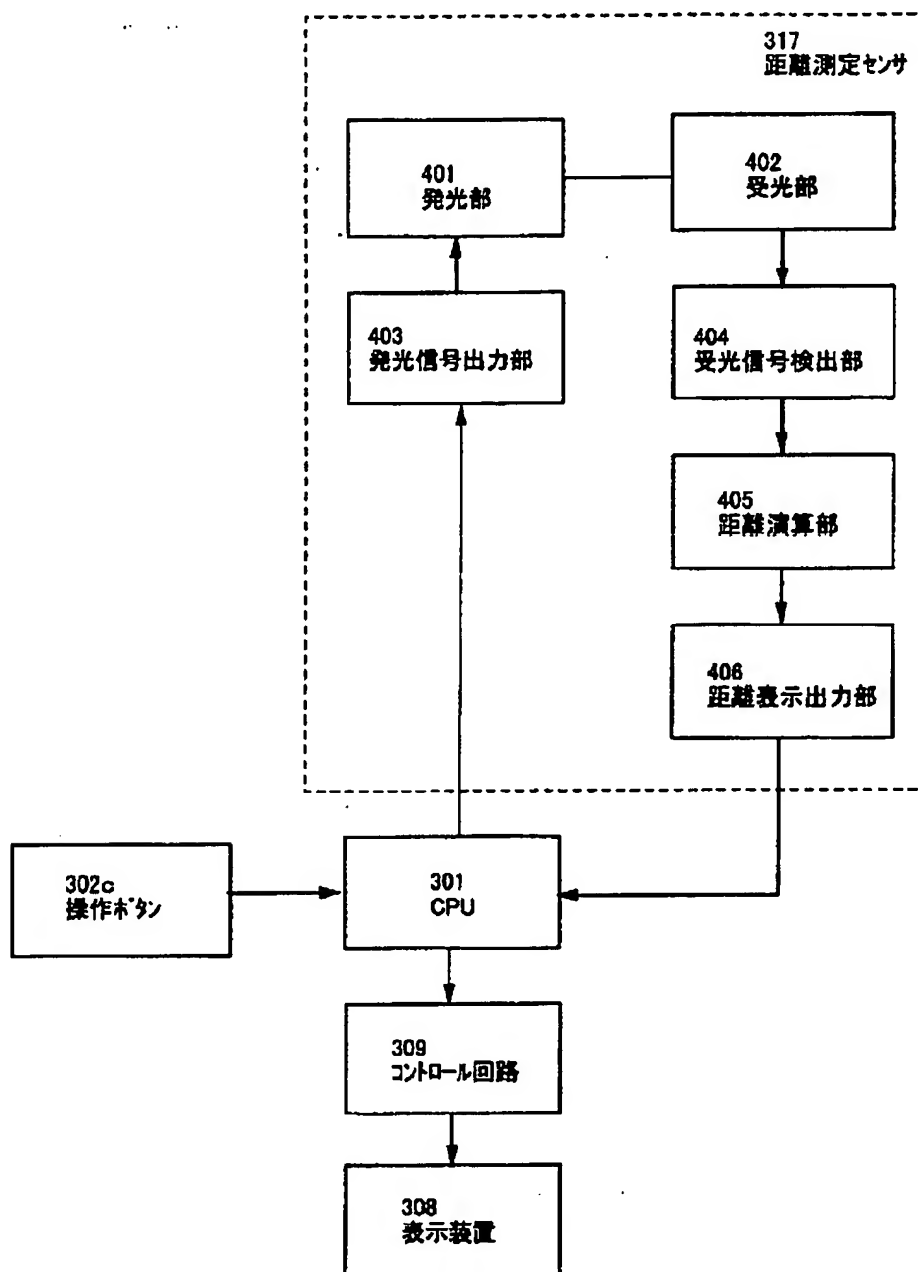 317
距離測定センサ
401
発光部
402
受光部
403
発光信号出力部
404
受光信号検出部
405
距離演算部
406
距離表示出力部
302c
操作ボタン
301
CPU
309
コントロール回路
308
表示装置